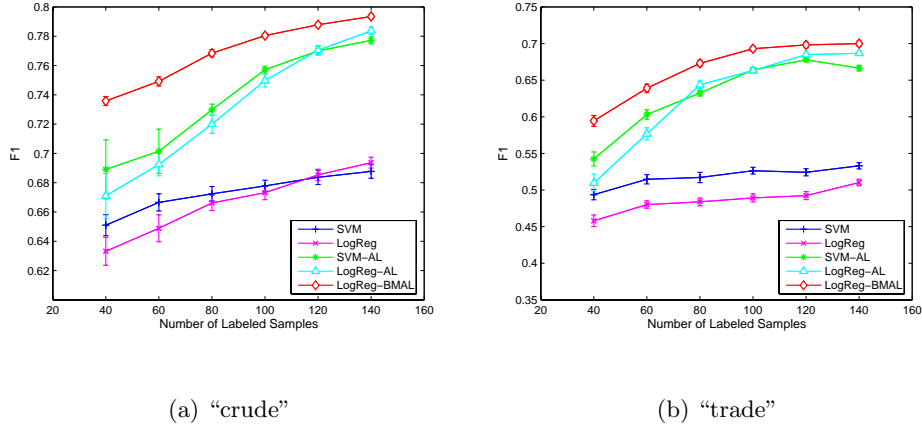 0.8
0.78
0.76
0.74
0.72
0.7
0.68
0.66
0.64
0.62
F1
20 40 60 80 100 120 140 160
Number of Labeled Samples
SVM
LogReg
SVM−AL
LogReg−AL
LogReg−BMAL
(a) “crude”
0.7
0.65
0.6
0.55
0.5
0.45
0.4
0.35
F1
20 40 60 80 100 120 140 160
Number of Labeled Samples
SVM
LogReg
SVM−AL
LogReg−AL
LogReg−BMAL
(b) “trade”